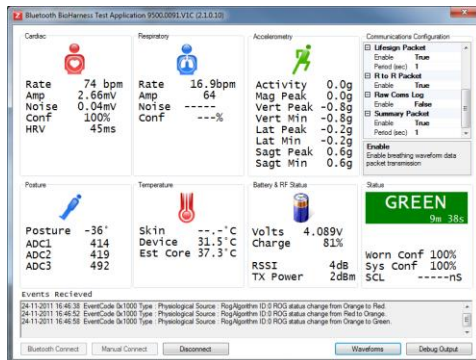 Bluetooth BioHarness Test Application 9500.0091.V1C (2.1.0.10)
Cardiac
Rate 74 bpm
Amp 2.66mV
Noise 0.04mV
Conf 100%
HRV 45ms
Respiratory
Rate 16.9bpm
Amp 64
Noise -----
Conf ---%
Accelerometry
Activity 0.0g
Mag Peak 0.0g
Vert Peak -0.8g
Vert Min -0.8g
Lat Peak -0.2g
Lat Min -0.2g
Sagt Peak 0.6g
Sagt Min 0.6g
Communications Configuration
Lifesign Packet
Enable True
Period (sec) 1
R to R Packet
Enable True
Raw Coms Log
Enable False
Summary Packet
Enable True
Period (sec) 1
Enable
Enable breathing waveform data
packet transmission
Posture
Posture -36°
ADC1 414
ADC2 419
ADC3 492
Temperature
Skin --.-°C
Device 31.5°C
Est Core 37.3°C
Battery & RF Status
Volts 4.089V
Charge 81%
RSSI 4dB
TX Power 2dBm
Status
GREEN
9m 38s
Worn Conf 100%
Sys Conf 100%
SCL -----nS
Events Recieved
24-11-2011 16:46:38 EventCode 0x1000 Type : Physiological Source : RogAlgorithm ID:0 ROG status change from Orange to Red.
24-11-2011 16:46:52 EventCode 0x1000 Type : Physiological Source : RogAlgorithm ID:0 ROG status change from Red to Orange.
24-11-2011 16:46:58 EventCode 0x1000 Type : Physiological Source : RogAlgorithm ID:0 ROG status change from Orange to Green.
Bluetooth Connect
Manual Connect
Disconnect
Waveforms
Debug Output